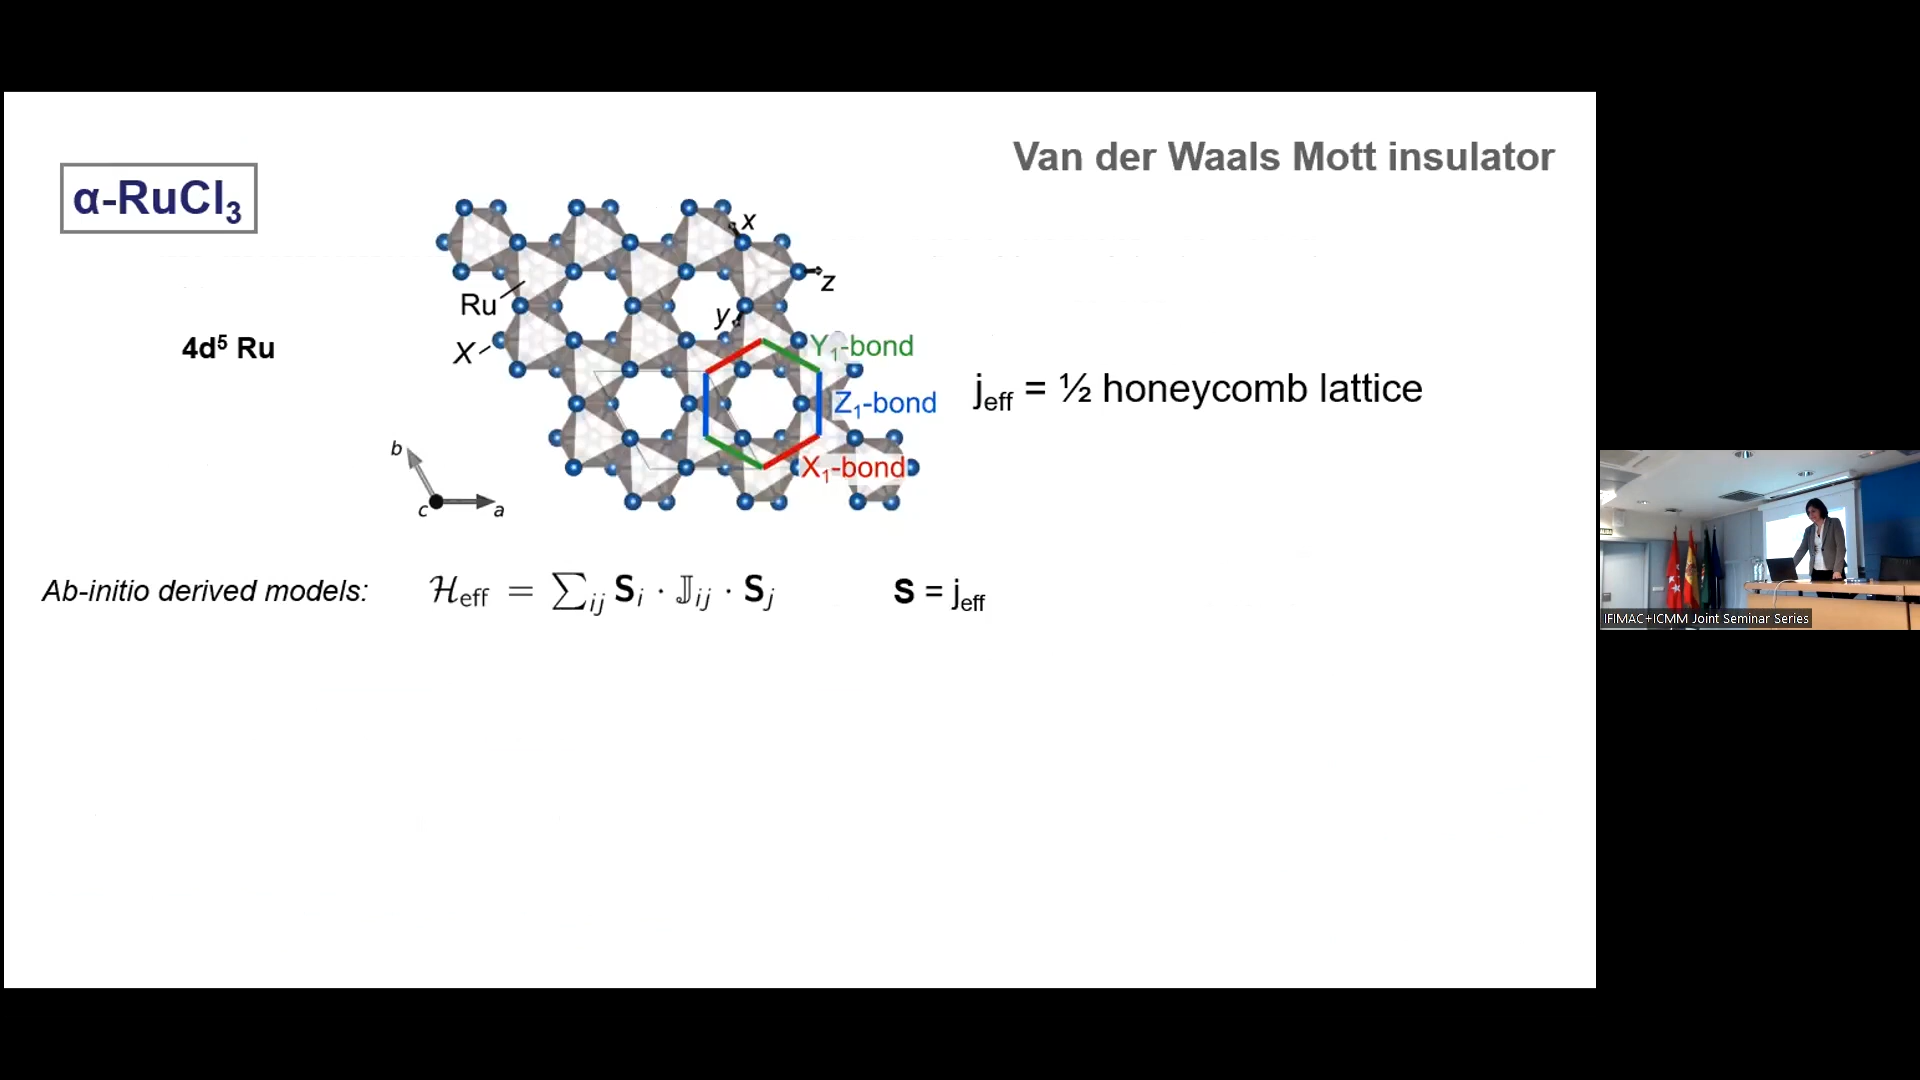 Van der Waals Mott insulator
α-RuCl₃
x
z
Ru
y
X
4d⁵ Ru
Y₁-bond
Z₁-bond
X₁-bond
jeff = ½ honeycomb lattice
b
c
a
Ab-initio derived models: ℋeff = ∑ij Si · 𝕁ij · Sj S = jeff
IFIMAC+ICMM Joint Seminar Series